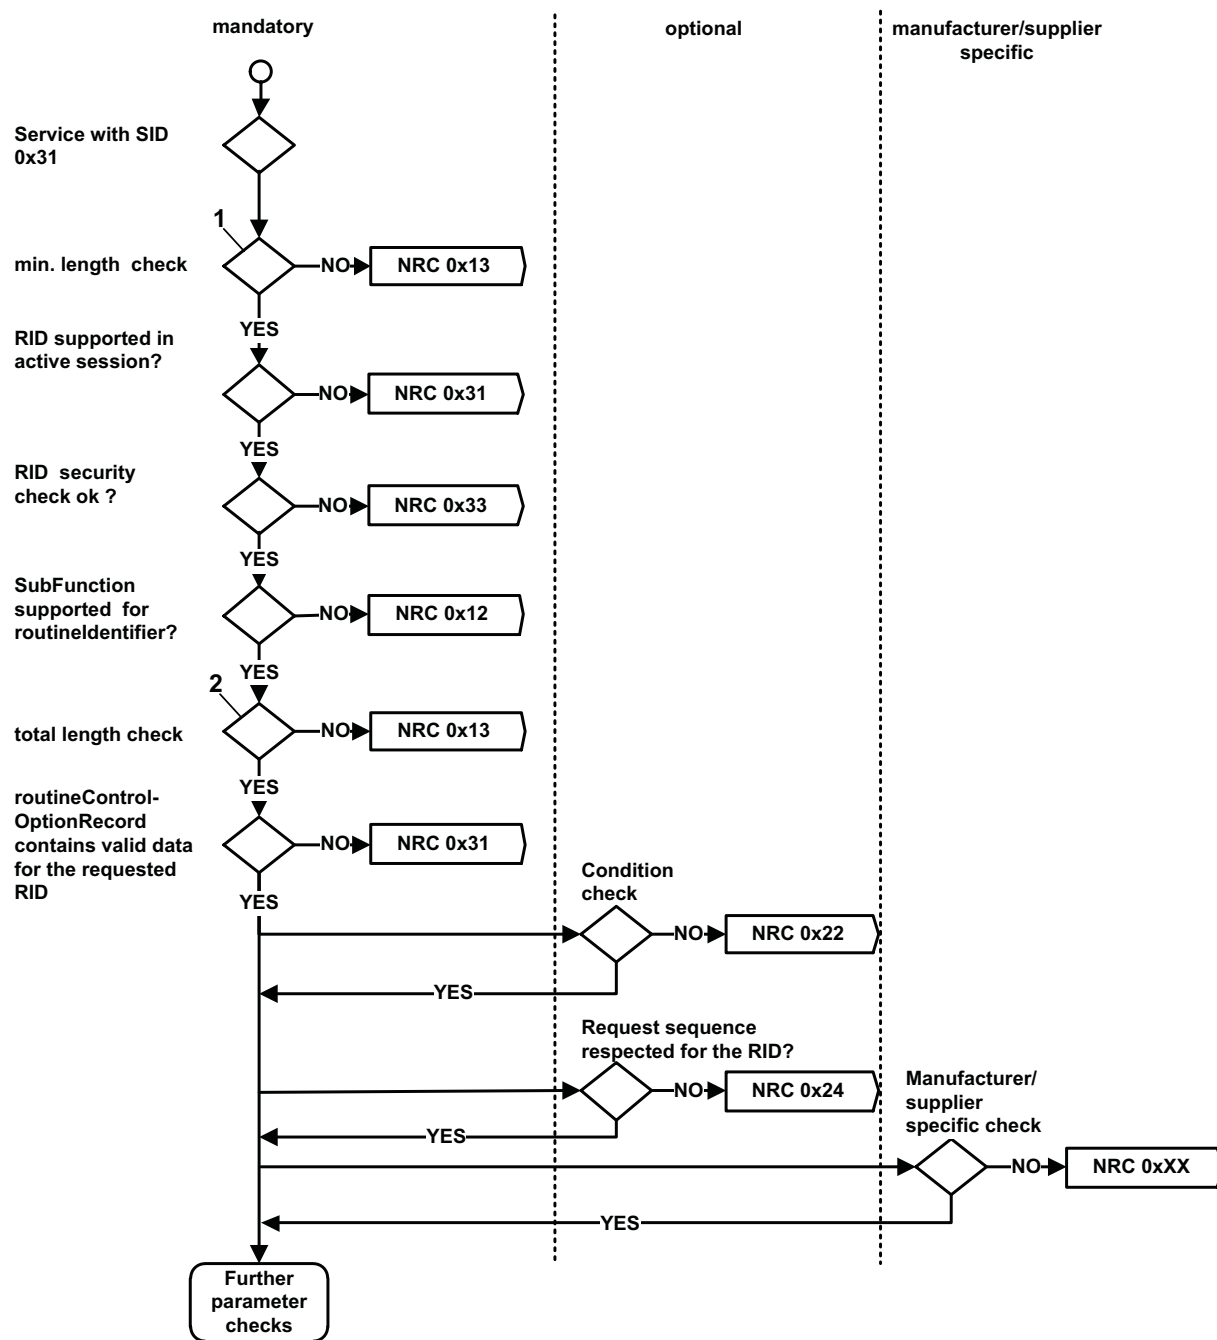 mandatory
optional
manufacturer/supplier
specific
Service with SID
0x31
1
min. length check
NO
NRC 0x13
YES
RID supported in
active session?
NO
NRC 0x31
YES
RID security
check ok ?
NO
NRC 0x33
YES
SubFunction
supported for
routineIdentifier?
NO
NRC 0x12
YES
2
total length check
NO
NRC 0x13
YES
routineControl-
OptionRecord
contains valid data
for the requested
RID
NO
NRC 0x31
YES
Condition
check
NO
NRC 0x22
YES
Request sequence
respected for the RID?
NO
NRC 0x24
YES
Manufacturer/
supplier
specific check
NO
NRC 0xXX
YES
Further
parameter
checks